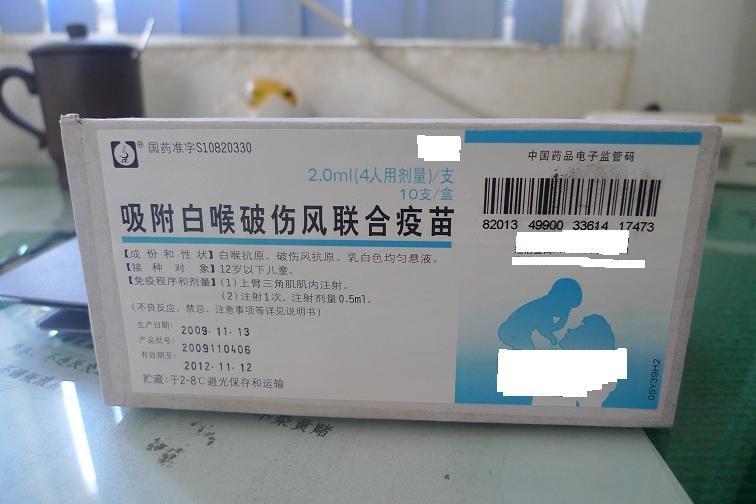 国药准字S10820330
2.0ml(4人用剂量)/支
10支/盒
吸附白喉破伤风联合疫苗
【成份和性状】白喉抗原、破伤风抗原。乳白色均匀悬液。
【接种对象】12岁以下儿童。
【免疫程序和剂量】(1)上臂三角肌肌内注射。
(2)注射1次,注射剂量0.5ml。
(不良反应、禁忌、注意事项等详见说明书)
生产日期: 2009.11.13
产品批号: 2009110406
有效期至: 2012.11.12
贮藏:于2-8℃避光保存和运输
中国药品电子监管码
82013 49900 33614 17473
05Y39H2